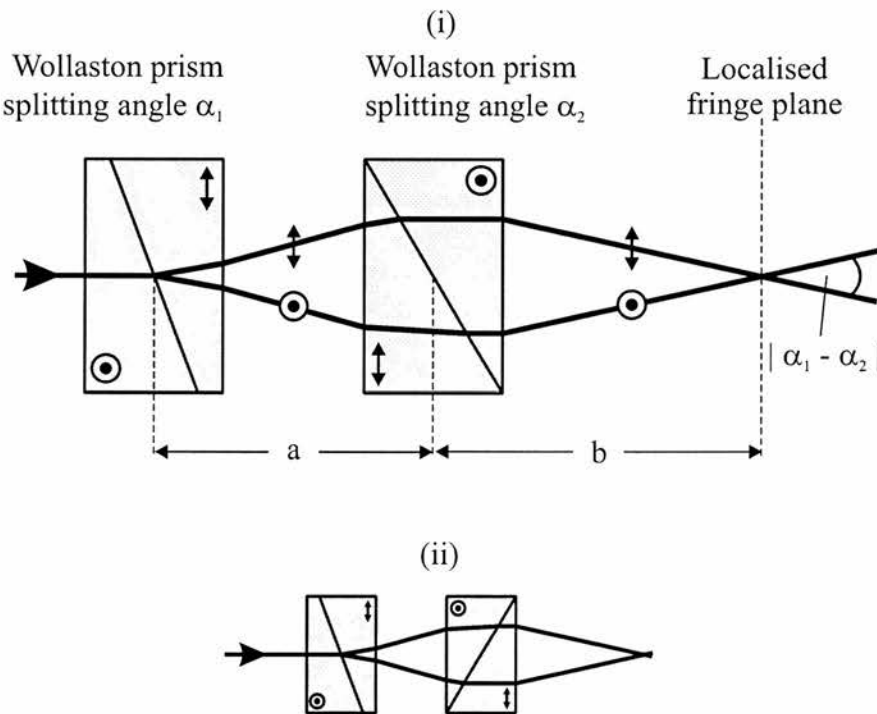 (i)
Wollaston prism
splitting angle α₁
Wollaston prism
splitting angle α₂
Localised
fringe plane
| α₁ - α₂ |
a
b
(ii)